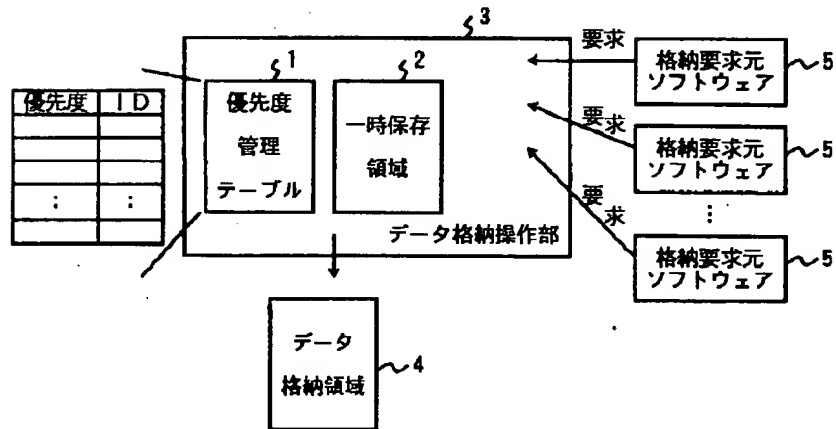 3
1
2
優先度 ID
:
:
優先度
管理
テーブル
一時保存
領域
データ格納操作部
要求
格納要求元
ソフトウェア
5
要求
格納要求元
ソフトウェア
5
⋮
要求
格納要求元
ソフトウェア
5
データ
格納領域
4